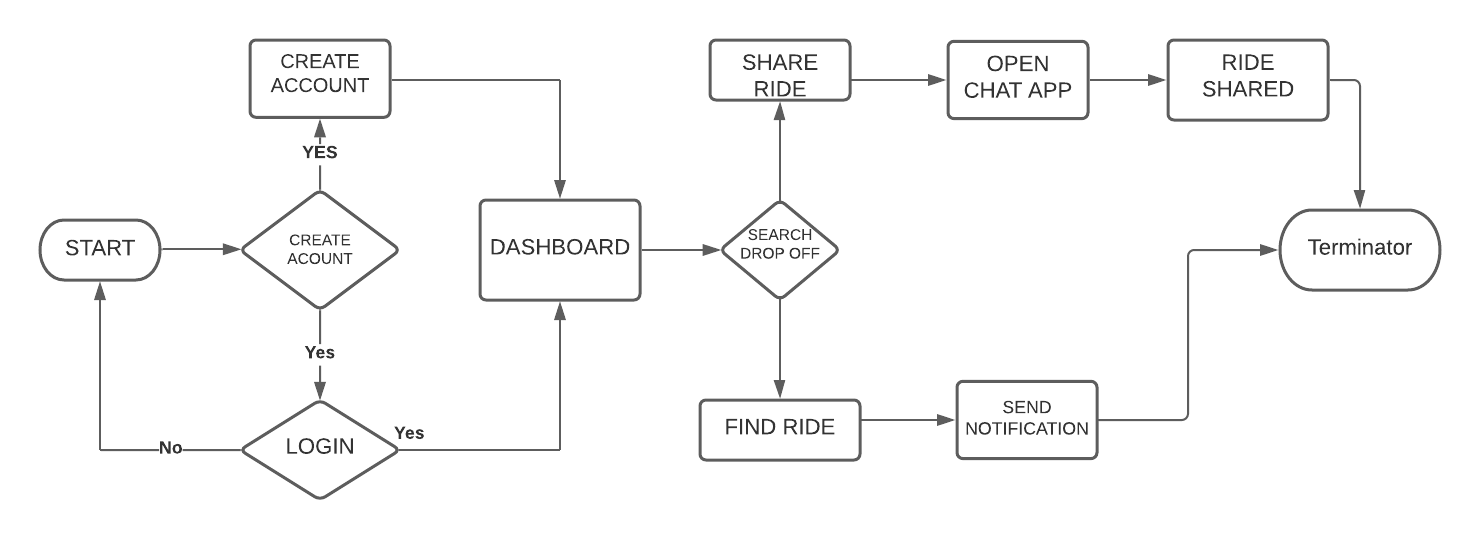 CREATE
ACCOUNT
YES
START
CREATE
ACOUNT
Yes
LOGIN
No
Yes
DASHBOARD
SEARCH
DROP OFF
SHARE
RIDE
OPEN
CHAT APP
RIDE
SHARED
FIND RIDE
SEND
NOTIFICATION
Terminator